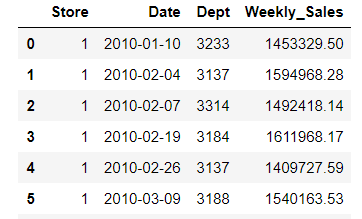 Store Date Dept Weekly_Sales
0 1 2010-01-10 3233 1453329.50
1 1 2010-02-04 3137 1594968.28
2 1 2010-02-07 3314 1492418.14
3 1 2010-02-19 3184 1611968.17
4 1 2010-02-26 3137 1409727.59
5 1 2010-03-09 3188 1540163.53